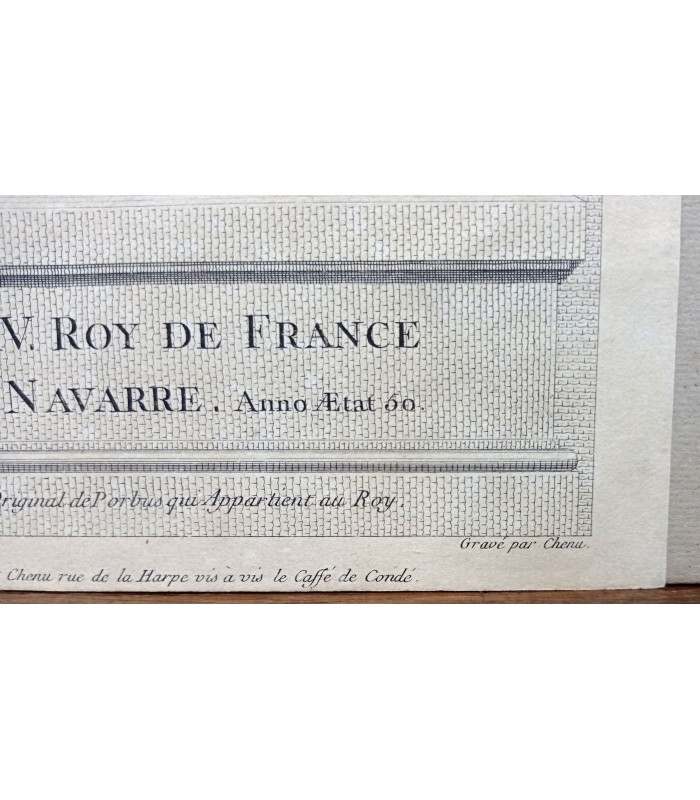 V. ROY DE FRANCE
NAVARRE. Anno Ætat 50.
Original de Porbus qui Appartient au Roy.
Gravé par Chenu.
Chenu rue de la Harpe vis à vis le Caffé de Condé.